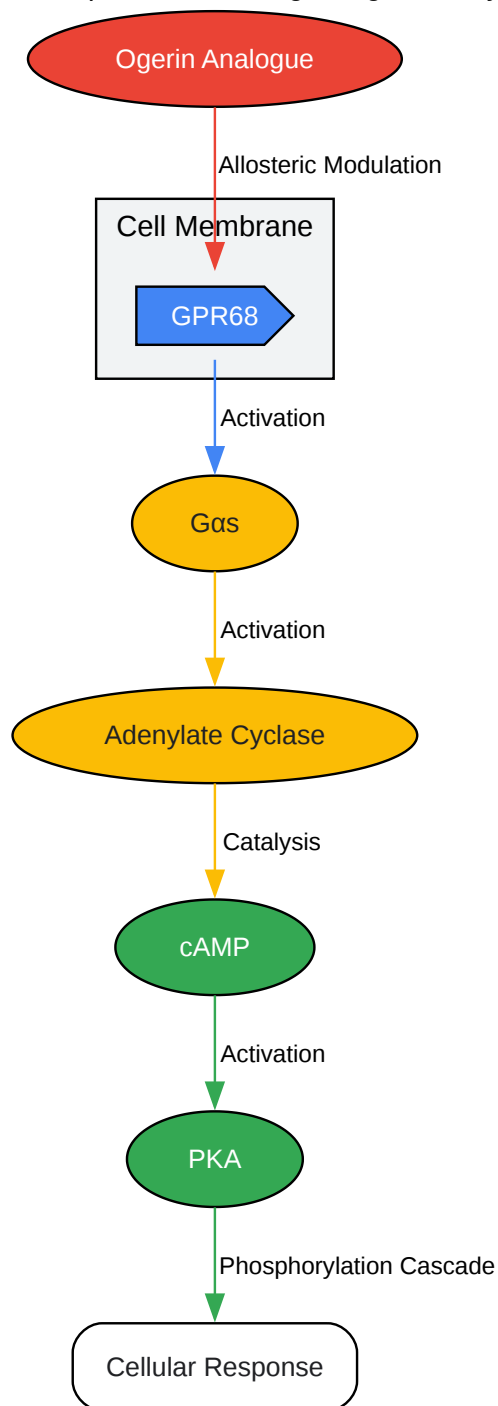 Ogerin Analogue
Allosteric Modulation
Cell Membrane
GPR68
Activation
Gαs
Activation
Adenylate Cyclase
Catalysis
cAMP
Activation
PKA
Phosphorylation Cascade
Cellular Response